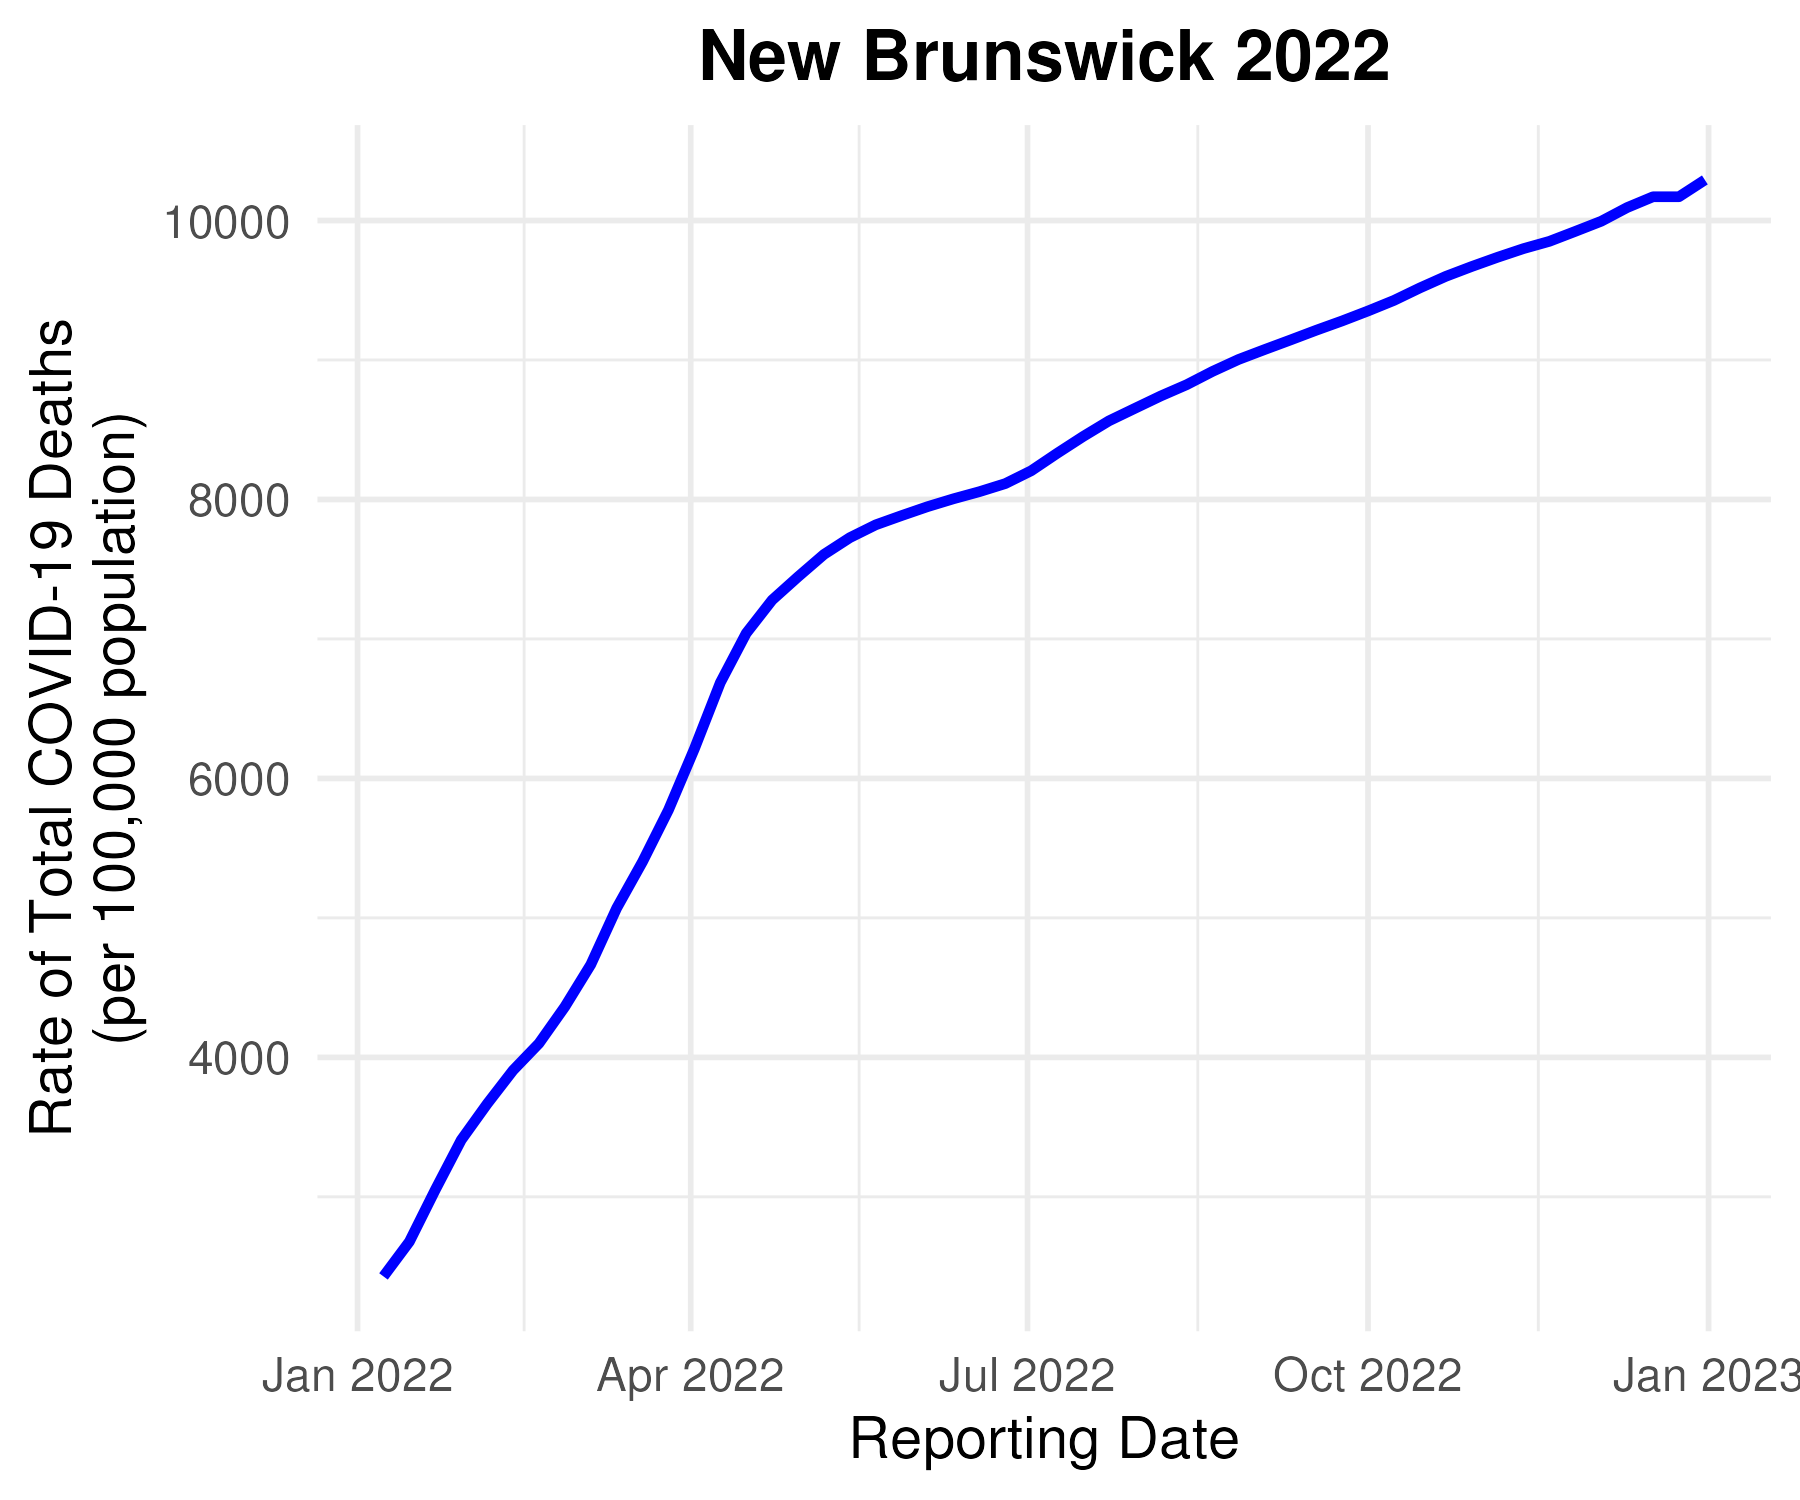 New Brunswick 2022
Rate of Total COVID-19 Deaths
(per 100,000 population)
10000
8000
6000
4000
Jan 2022
Apr 2022
Jul 2022
Oct 2022
Jan 2023
Reporting Date